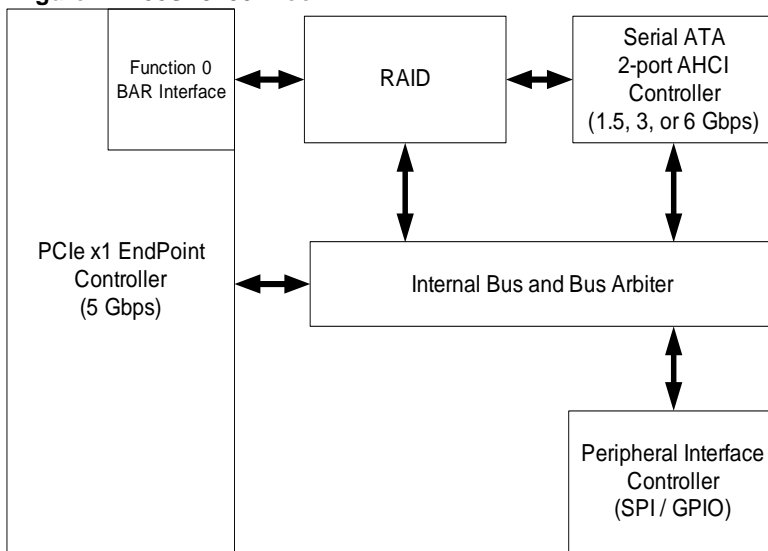 Function 0
BAR Interface
RAID
Serial ATA
2-port AHCI
Controller
(1.5, 3, or 6 Gbps)
PCIe x1 EndPoint
Controller
(5 Gbps)
Internal Bus and Bus Arbiter
Peripheral Interface
Controller
(SPI / GPIO)